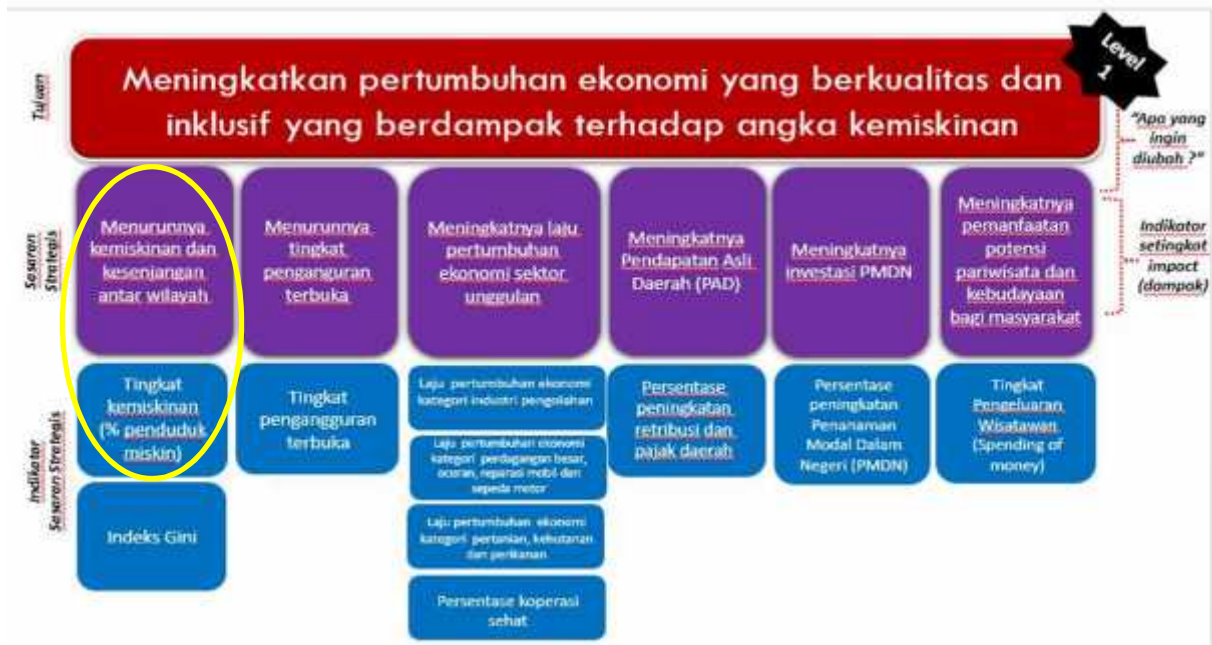 Level
1
Tujuan
Meningkatkan pertumbuhan ekonomi yang berkualitas dan
inklusif yang berdampak terhadap angka kemiskinan
"Apa yang
ingin
diubah ?"
Sasaran
Strategis
Menurunnya
kemiskinan dan
kesenjangan
antar wilayah
Menurunnya
tingkat
penganguran
terbuka
Meningkatnya laju
pertumbuhan
ekonomi sektor
unggulan
Meningkatnya
Pendapatan Asli
Daerah (PAD)
Meningkatnya
investasi PMDN
Meningkatnya
pemanfaatan
potensi
pariwisata dan
kebudayaan
bagi masyarakat
Indikator
setingkat
impact
(dampak)
Indikator
Sasaran Strategis
Tingkat
kemiskinan
(% penduduk
miskin)
Indeks Gini
Tingkat
pengangguran
terbuka
Laju pertumbuhan ekonomi
kategori industri pengolahan
Laju pertumbuhan ekonomi
kategori perdagangan besar,
eceran, reparasi mobil dan
sepeda motor
Laju pertumbuhan ekonomi
kategori pertanian, kehutanan
dan perikanan
Persentase koperasi
sehat
Persentase
peningkatan
retribusi dan
pajak daerah
Persentase
peningkatan
Penanaman
Modal Dalam
Negeri (PMDN)
Tingkat
Pengeluaran
Wisatawan
(Spending of
money)